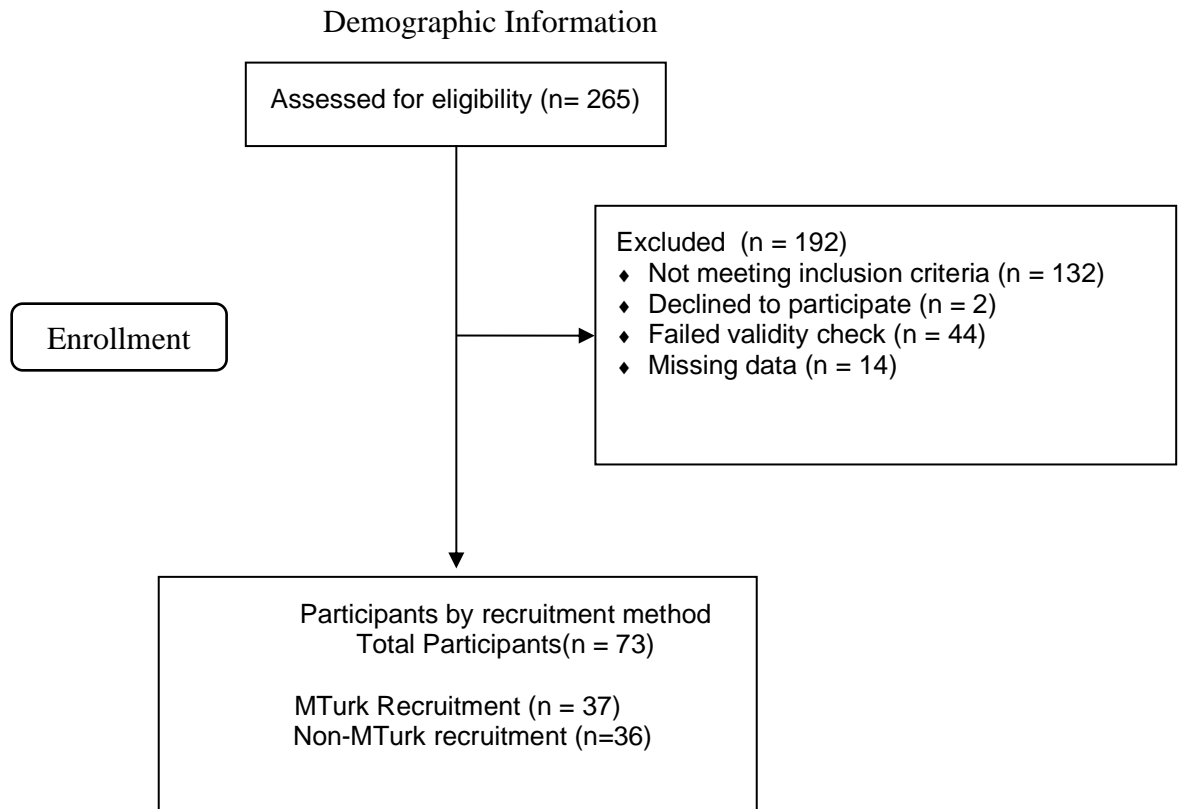 Demographic Information
Assessed for eligibility (n= 265)
Excluded  (n = 192)
♦ Not meeting inclusion criteria (n = 132)
♦ Declined to participate (n = 2)
♦ Failed validity check (n = 44)
♦ Missing data (n = 14)
Enrollment
Participants by recruitment method
Total Participants(n = 73)
MTurk Recruitment (n = 37)
Non-MTurk recruitment (n=36)